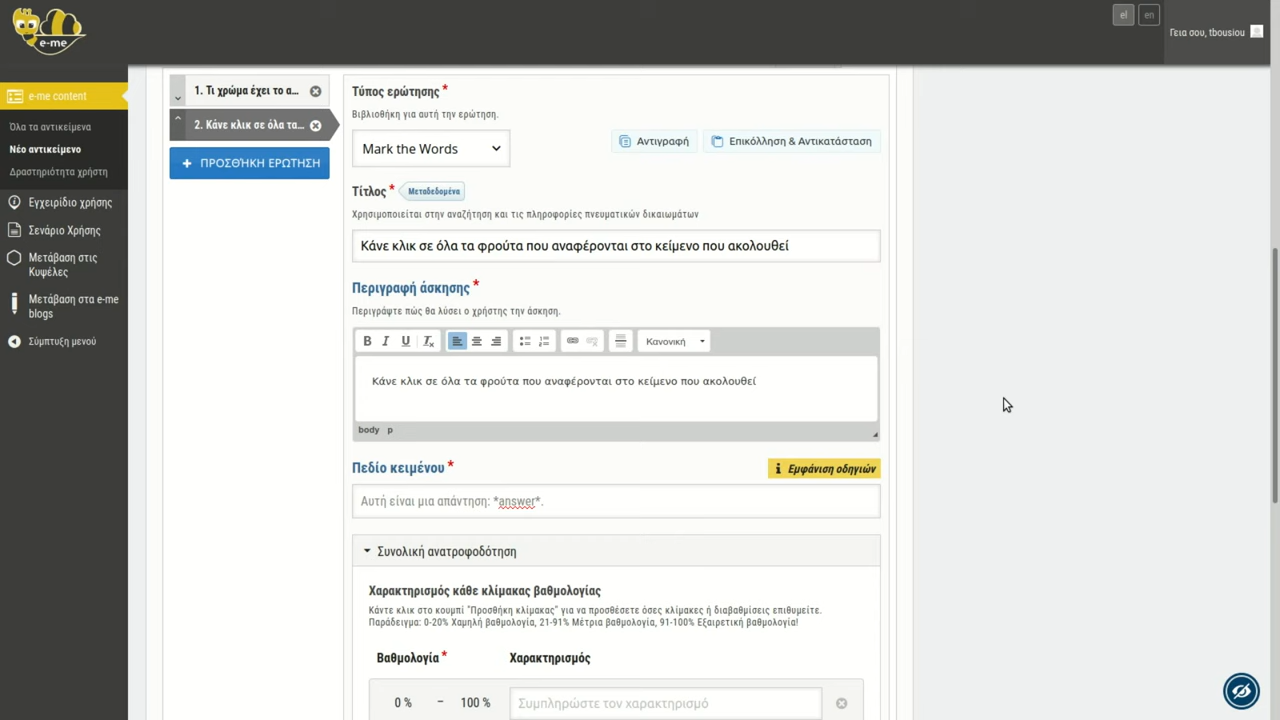 e-me
el en
Γεια σου, tbousiou
e-me content
Όλα τα αντικείμενα
Νέο αντικείμενο
Δραστηριότητα χρήστη
Εγχειρίδιο χρήσης
Σενάριο Χρήσης
Μετάβαση στις
Κυψέλες
Μετάβαση στα e-me
blogs
Σύμπτυξη μενού
1. Τι χρώμα έχει το α...
2. Κάνε κλικ σε όλα τα...
+ ΠΡΟΣΘΉΚΗ ΕΡΏΤΗΣΗ
Τύπος ερώτησης *
Βιβλιοθήκη για αυτή την ερώτηση.
Mark the Words
Αντιγραφή
Επικόλληση & Αντικατάσταση
Τίτλος * Μεταδεδομένα
Χρησιμοποιείται στην αναζήτηση και τις πληροφορίες πνευματικών δικαιωμάτων
Κάνε κλικ σε όλα τα φρούτα που αναφέρονται στο κείμενο που ακολουθεί
Περιγραφή άσκησης *
Περιγράψτε πώς θα λύσει ο χρήστης την άσκηση.
B I U Tx Κανονική
Κάνε κλικ σε όλα τα φρούτα που αναφέρονται στο κείμενο που ακολουθεί
body p
Πεδίο κειμένου *
i Εμφάνιση οδηγιών
Αυτή είναι μια απάντηση: *answer*.
Συνολική ανατροφοδότηση
Χαρακτηρισμός κάθε κλίμακας βαθμολογίας
Κάντε κλικ στο κουμπί "Προσθήκη κλίμακας" για να προσθέσετε όσες κλίμακες ή διαβαθμίσεις επιθυμείτε.
Παράδειγμα: 0-20% Χαμηλή βαθμολογία, 21-91% Μέτρια βαθμολογία, 91-100% Εξαιρετική βαθμολογία!
Βαθμολογία * Χαρακτηρισμός
0 % – 100 % Συμπληρώστε τον χαρακτηρισμό